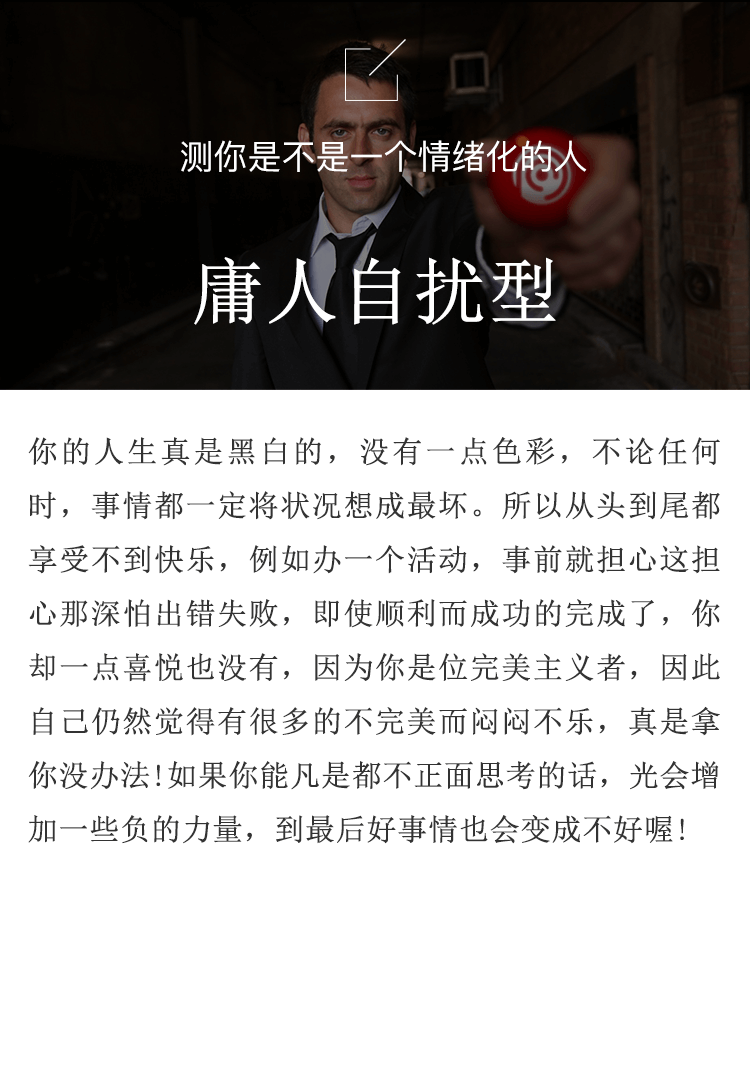 测你是不是一个情绪化的人
庸人自扰型
你的人生真是黑白的，没有一点色彩，不论任何
时，事情都一定将状况想成最坏。所以从头到尾都
享受不到快乐，例如办一个活动，事前就担心这担
心那深怕出错失败，即使顺利而成功的完成了，你
却一点喜悦也没有，因为你是位完美主义者，因此
自己仍然觉得有很多的不完美而闷闷不乐，真是拿
你没办法!如果你能凡是都不正面思考的话，光会增
加一些负的力量，到最后好事情也会变成不好喔!